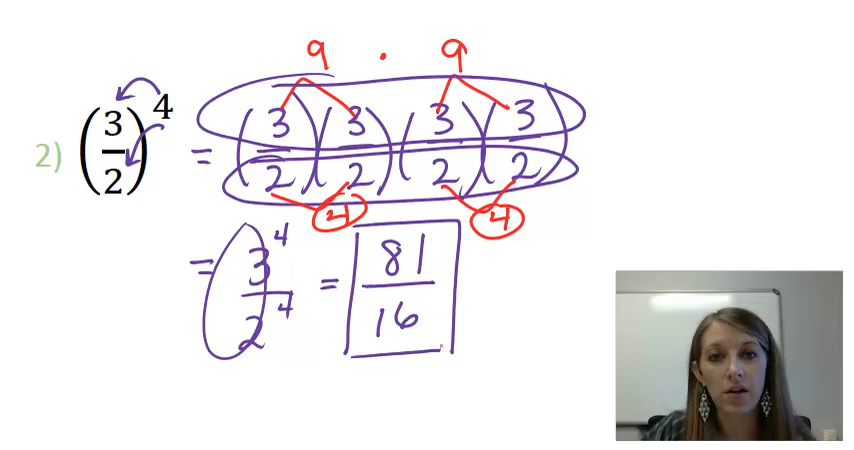 9 · 9
2) (3/2)^4 = (3/2)(3/2)(3/2)(3/2)
4 4
= 3^4/2^4 = 81/16